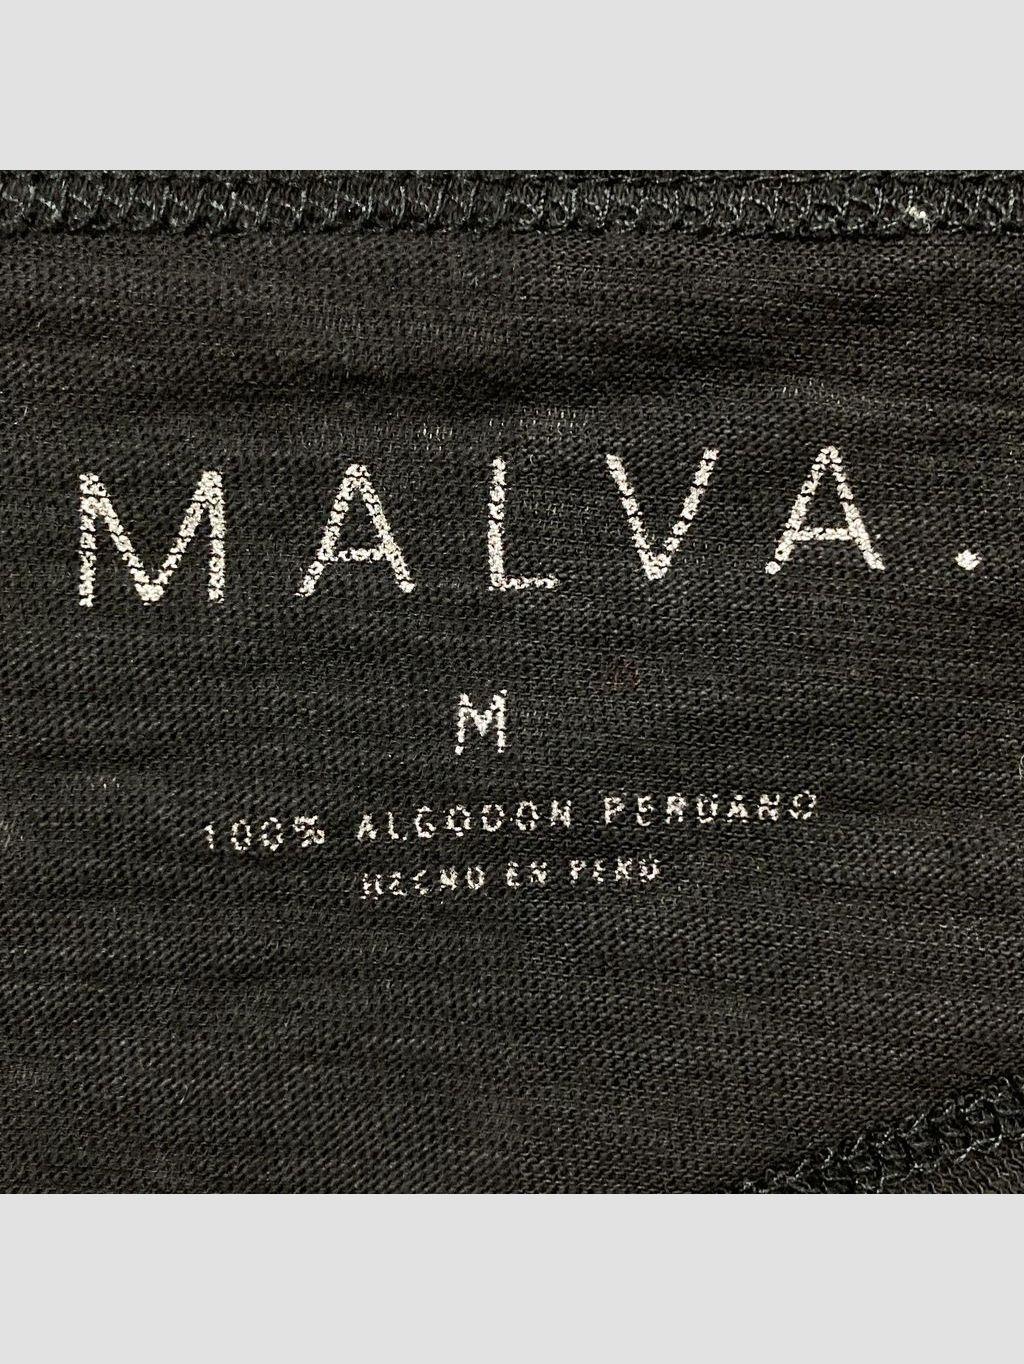 MALVA.
M
100% ALGODON PERUANO
HECHO EN PERU